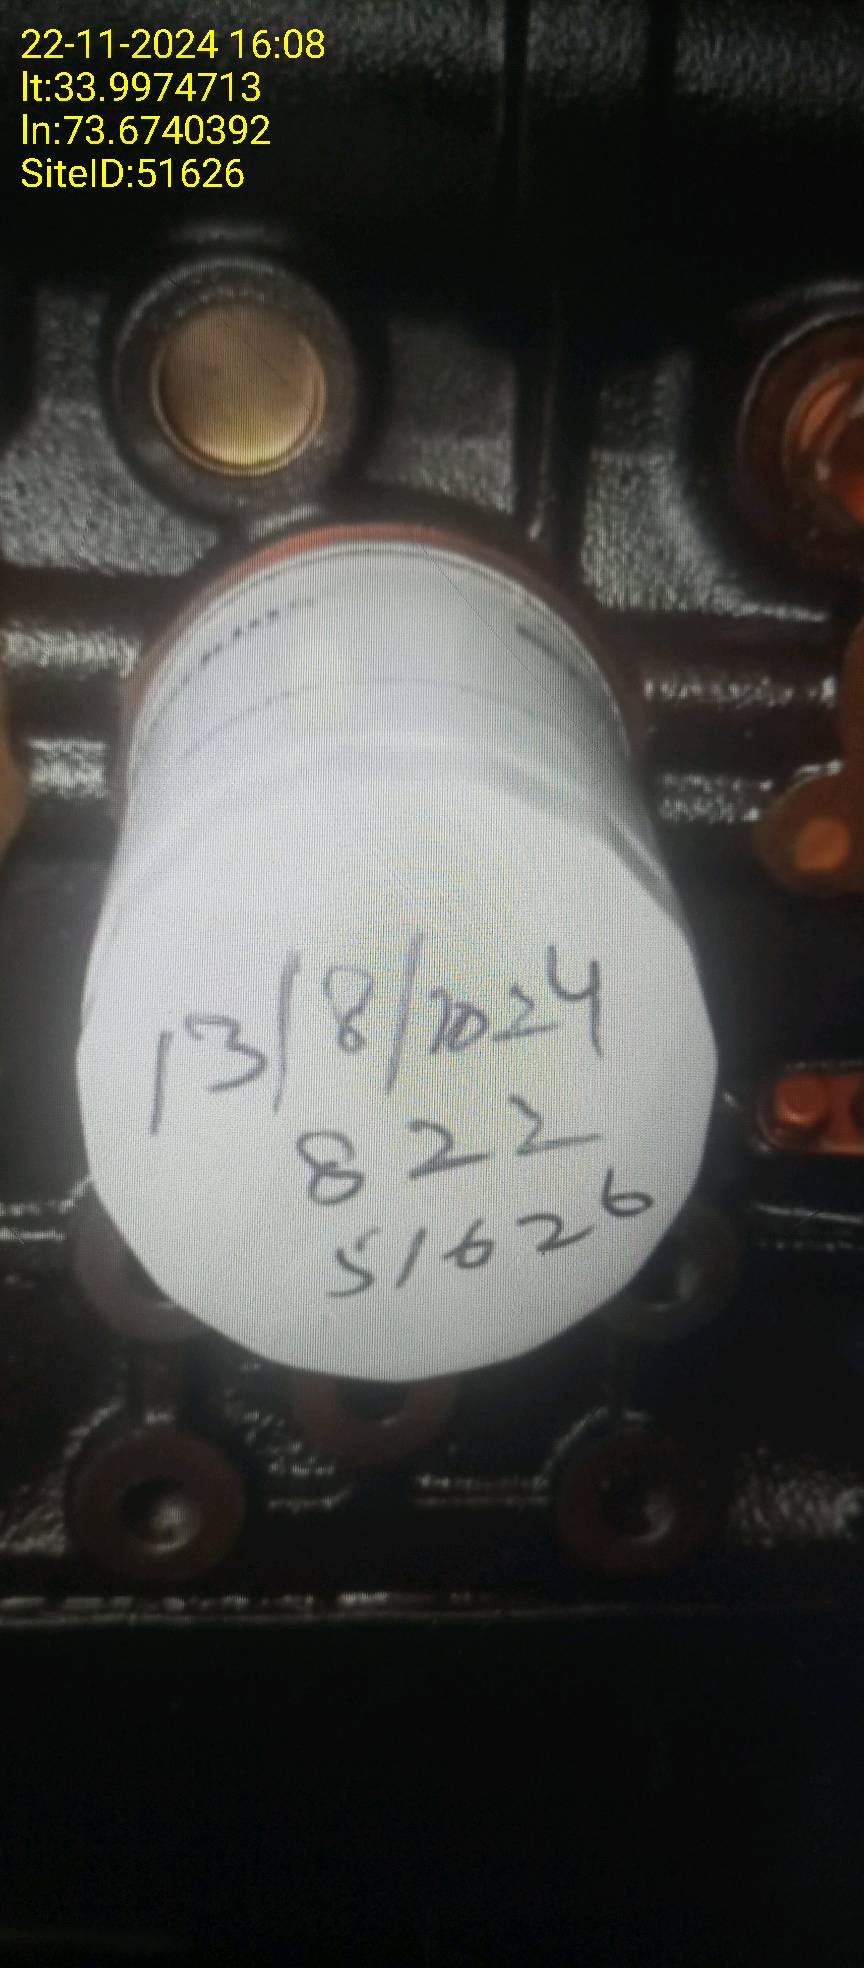 22-11-2024 16:08
lt:33.9974713
ln:73.6740392
SiteID:51626
13/8/2024
822
51626